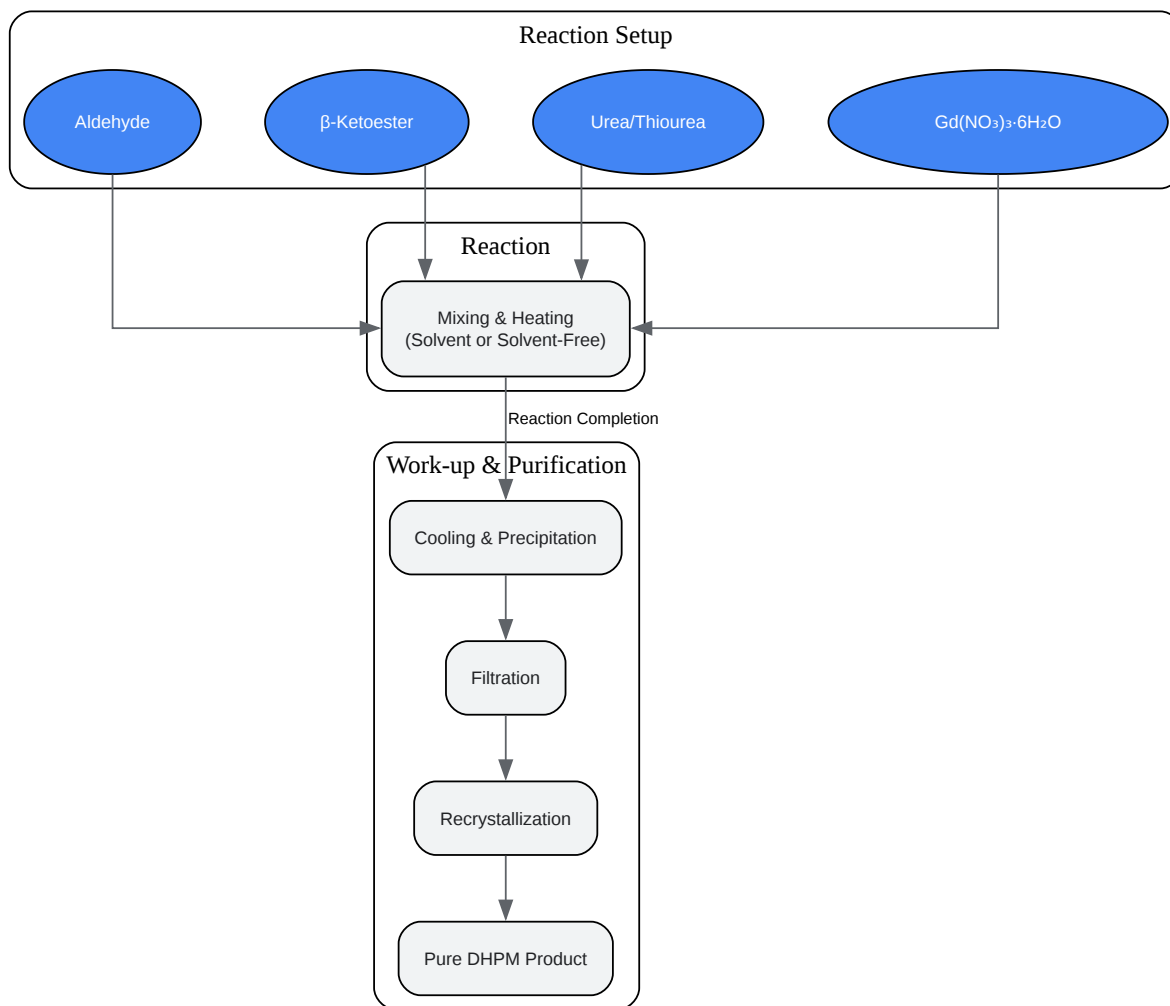 Reaction Setup
Aldehyde
β-Ketoester
Urea/Thiourea
Gd(NO₃)₃·6H₂O
Reaction
Mixing & Heating
(Solvent or Solvent-Free)
Reaction Completion
Work-up & Purification
Cooling & Precipitation
Filtration
Recrystallization
Pure DHPM Product